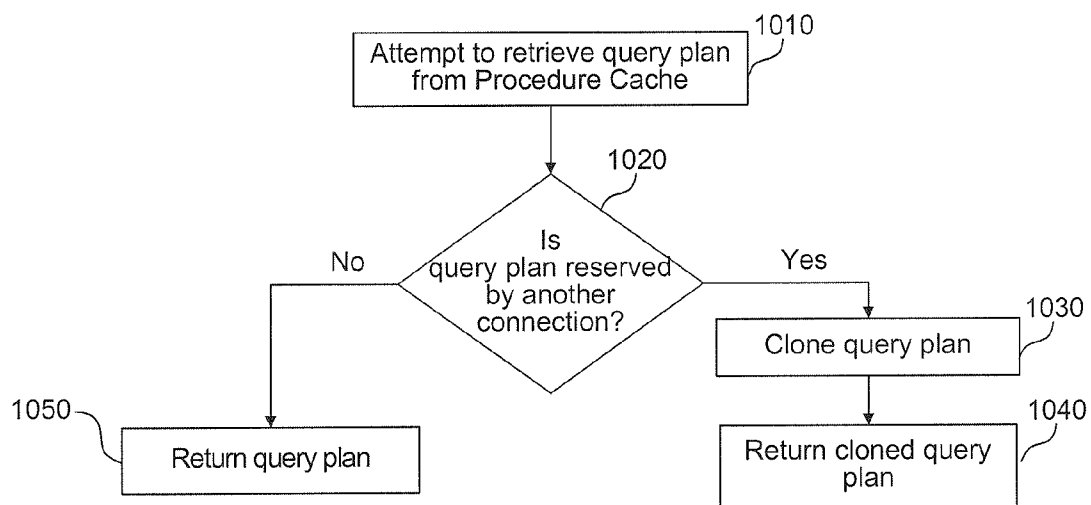 1010
Attempt to retrieve query plan
from Procedure Cache
1020
Is
query plan reserved
by another
connection?
No
Yes
1030
Clone query plan
1040
Return cloned query
plan
1050
Return query plan